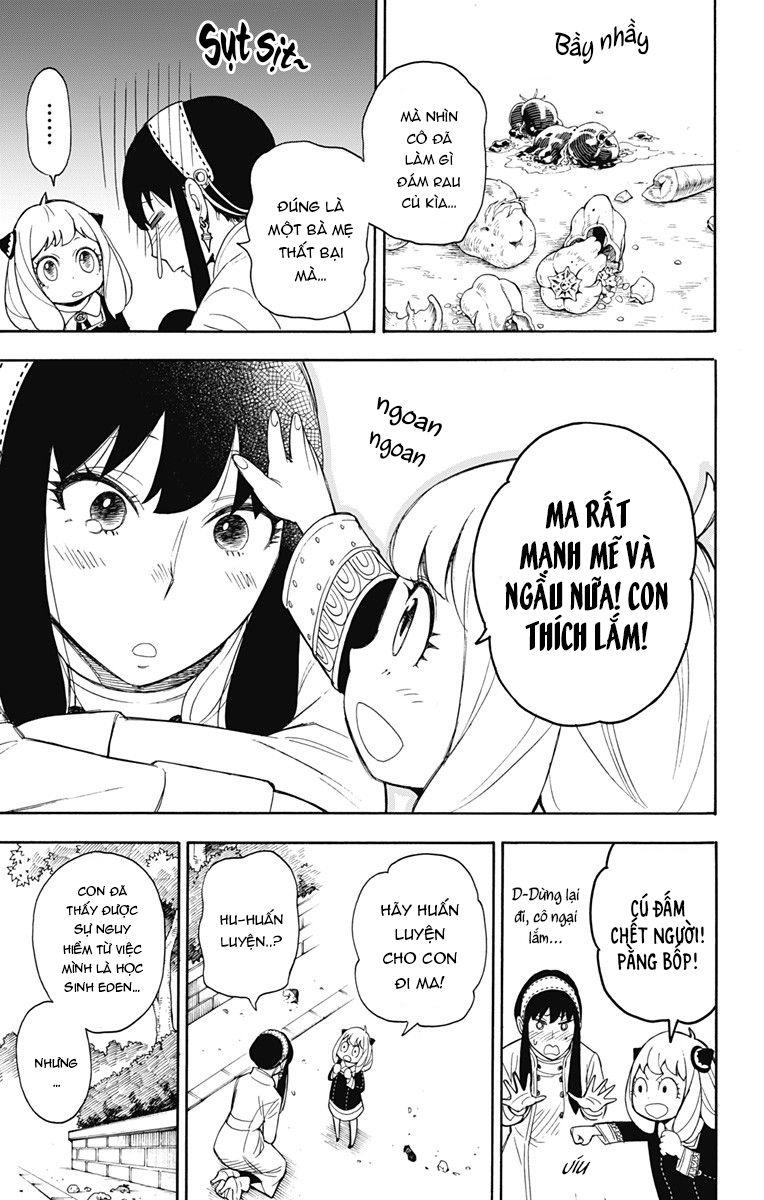 Bầy nhầy
MÀ NHÌN
CÔ ĐÃ
LÀM GÌ
ĐÁM RAU
CỦ KÌA...
ĐÚNG LÀ
MỘT BÀ MẸ
THẤT BẠI
MÀ...
Sụt sịt~
......
ngoan
ngoan
MA RẤT
MẠNH MẼ VÀ
NGẦU NỮA! CON
THÍCH LẮM!
CÚ ĐẤM
CHẾT NGƯỜI!
PẰNG BỐP!
D-Dừng lại
đi, cô ngại
lắm...
VÍU
HÃY HUẤN
LUYỆN
CHO CON
ĐI MA!
HU-HUẤN
LUYỆN..?
CON ĐÃ
THẤY ĐƯỢC
SỰ NGUY
HIỂM TỪ VIỆC
MÌNH LÀ HỌC
SINH EDEN...
NHƯNG
...